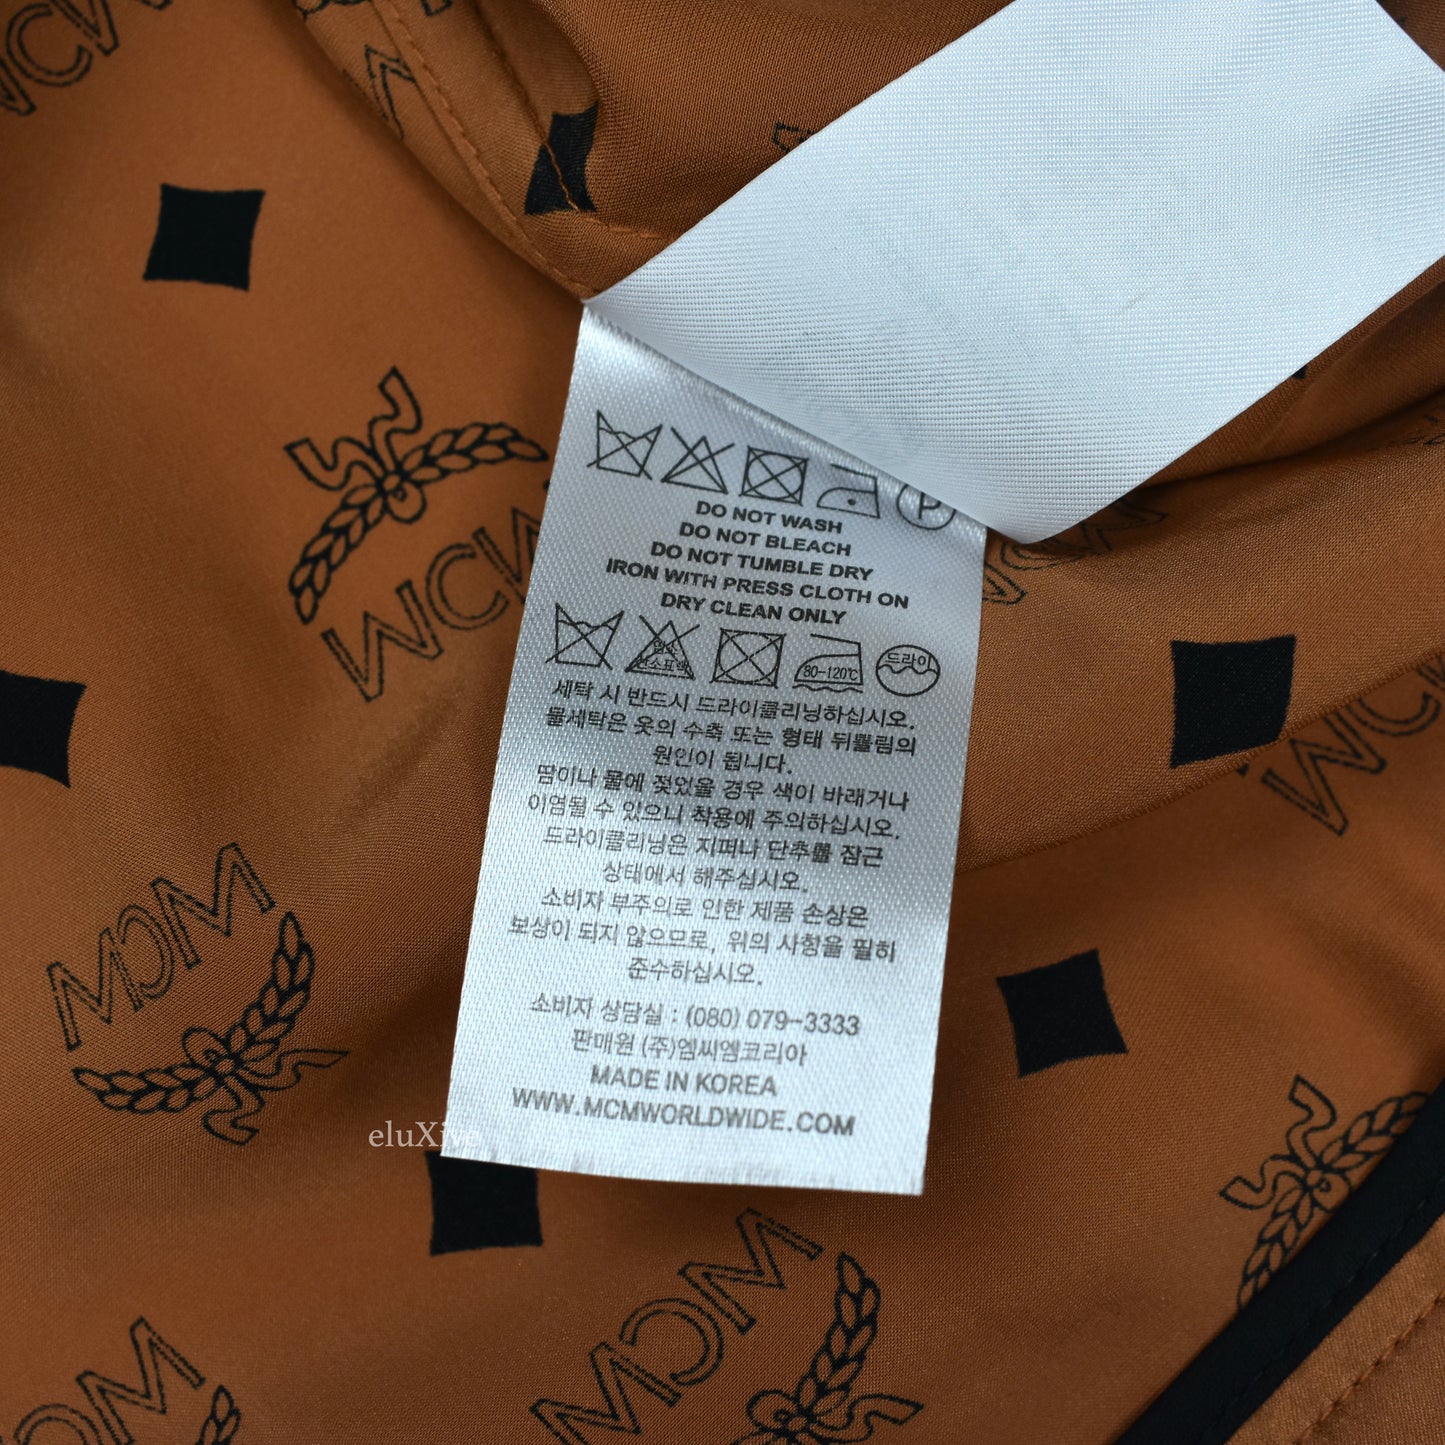 P
DO NOT WASH
DO NOT BLEACH
DO NOT TUMBLE DRY
IRON WITH PRESS CLOTH ON
DRY CLEAN ONLY
80-120℃
드라이
세탁 시 반드시 드라이클리닝하십시오.
물세탁은 옷의 수축 또는 형태 뒤틀림의
원인이 됩니다.
땀이나 물에 젖었을 경우 색이 바래거나
이염될 수 있으니 착용에 주의하십시오.
드라이클리닝은 지퍼나 단추를 잠근
상태에서 해주십시오.
소비자 부주의로 인한 제품 손상은
보상이 되지 않으므로, 위의 사항을 필히
준수하십시오.
소비자 상담실 : (080) 079-3333
판매원 (주)엠씨엠코리아
MADE IN KOREA
WWW.MCMWORLDWIDE.COM
eluXive
MCM
MCM
MCM
MCM